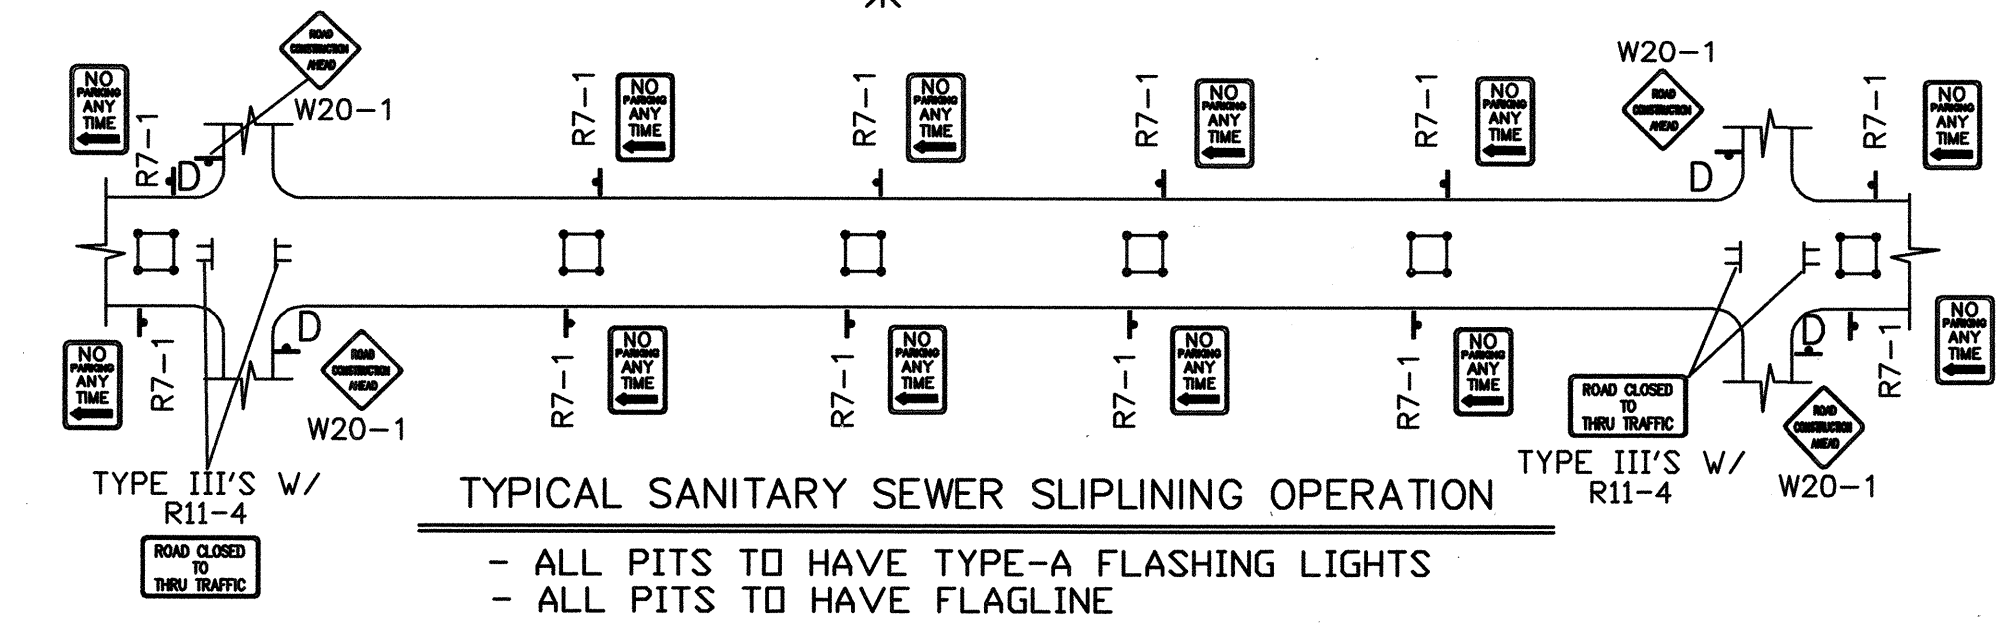 ROAD
CONSTRUCTION
AHEAD
W20-1
NO
PARKING
ANY
TIME
R7-1
D
R7-1
NO
PARKING
ANY
TIME
R7-1
NO
PARKING
ANY
TIME
R7-1
NO
PARKING
ANY
TIME
R7-1
NO
PARKING
ANY
TIME
W20-1
ROAD
CONSTRUCTION
AHEAD
D
R7-1
NO
PARKING
ANY
TIME
NO
PARKING
ANY
TIME
R7-1
D
ROAD
CONSTRUCTION
AHEAD
W20-1
R7-1
NO
PARKING
ANY
TIME
R7-1
NO
PARKING
ANY
TIME
R7-1
NO
PARKING
ANY
TIME
R7-1
NO
PARKING
ANY
TIME
D
R7-1
NO
PARKING
ANY
TIME
ROAD CLOSED
TO
THRU TRAFFIC
TYPE III'S W/
R11-4
ROAD
CONSTRUCTION
AHEAD
W20-1
TYPE III'S W/
R11-4
ROAD CLOSED
TO
THRU TRAFFIC
TYPICAL SANITARY SEWER SLIPLINING OPERATION
- ALL PITS TO HAVE TYPE-A FLASHING LIGHTS
- ALL PITS TO HAVE FLAGLINE